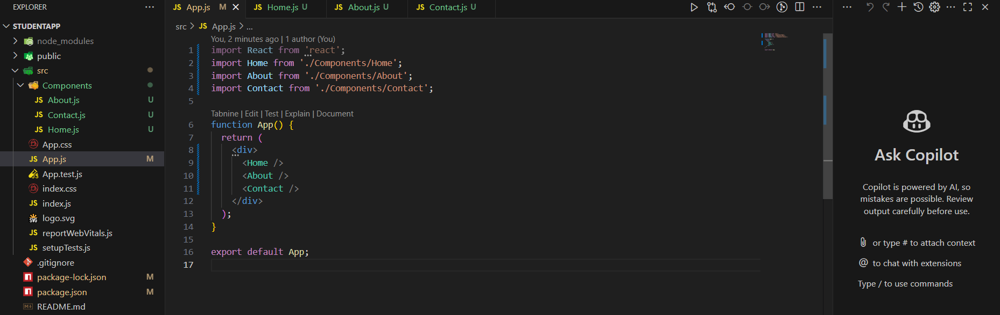 EXPLORER
STUDENTAPP
node_modules
public
src
Components
JS About.js U
JS Contact.js U
JS Home.js U
App.css
JS App.js M
App.test.js
index.css
JS index.js
SVG logo.svg
JS reportWebVitals.js
JS setupTests.js
.gitignore
package-lock.json M
package.json M
README.md
JS App.js M
JS Home.js U
JS About.js U
JS Contact.js U
src > JS App.js > ...
You, 2 minutes ago | 1 author (You)
1 import React from 'react';
2 import Home from './Components/Home';
3 import About from './Components/About';
4 import Contact from './Components/Contact';
5
Tabnine | Edit | Test | Explain | Document
6 function App() {
7 return (
8 <div>
9 <Home />
10 <About />
11 <Contact />
12 </div>
13 );
14 }
15
16 export default App;
17
Ask Copilot
Copilot is powered by AI, so
mistakes are possible. Review
output carefully before use.
or type # to attach context
@ to chat with extensions
Type / to use commands